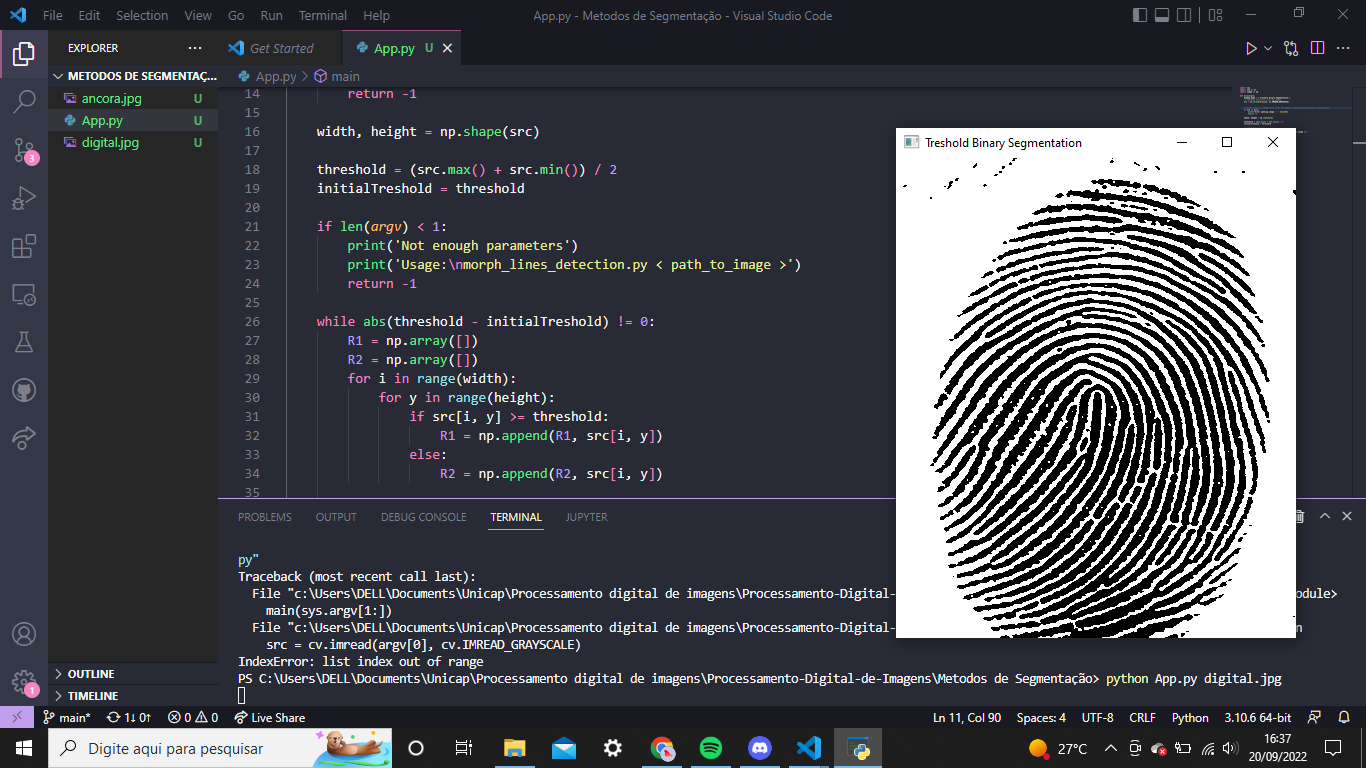 File Edit Selection View Go Run Terminal Help App.py - Metodos de Segmentação - Visual Studio Code
EXPLORER
METODOS DE SEGMENTAÇ...
ancora.jpg U
App.py U
digital.jpg U
OUTLINE
TIMELINE
3
1
Get Started App.py U
App.py > main
14 return -1
15
16 width, height = np.shape(src)
17
18 threshold = (src.max() + src.min()) / 2
19 initialTreshold = threshold
20
21 if len(argv) < 1:
22 print('Not enough parameters')
23 print('Usage:\nmorph_lines_detection.py < path_to_image >')
24 return -1
25
26 while abs(threshold - initialTreshold) != 0:
27 R1 = np.array([])
28 R2 = np.array([])
29 for i in range(width):
30 for y in range(height):
31 if src[i, y] >= threshold:
32 R1 = np.append(R1, src[i, y])
33 else:
34 R2 = np.append(R2, src[i, y])
35
Treshold Binary Segmentation
PROBLEMS OUTPUT DEBUG CONSOLE TERMINAL JUPYTER
py"
Traceback (most recent call last):
File "c:\Users\DELL\Documents\Unicap\Processamento digital de imagens\Processamento-Digital- odule>
main(sys.argv[1:])
File "c:\Users\DELL\Documents\Unicap\Processamento digital de imagens\Processamento-Digital- n
src = cv.imread(argv[0], cv.IMREAD_GRAYSCALE)
IndexError: list index out of range
PS C:\Users\DELL\Documents\Unicap\Processamento digital de imagens\Processamento-Digital-de-Imagens\Metodos de Segmentação> python App.py digital.jpg
main* 1↓ 0↑ 0 0 Live Share Ln 11, Col 90 Spaces: 4 UTF-8 CRLF Python 3.10.6 64-bit
Digite aqui para pesquisar 27°C 16:37
20/09/2022